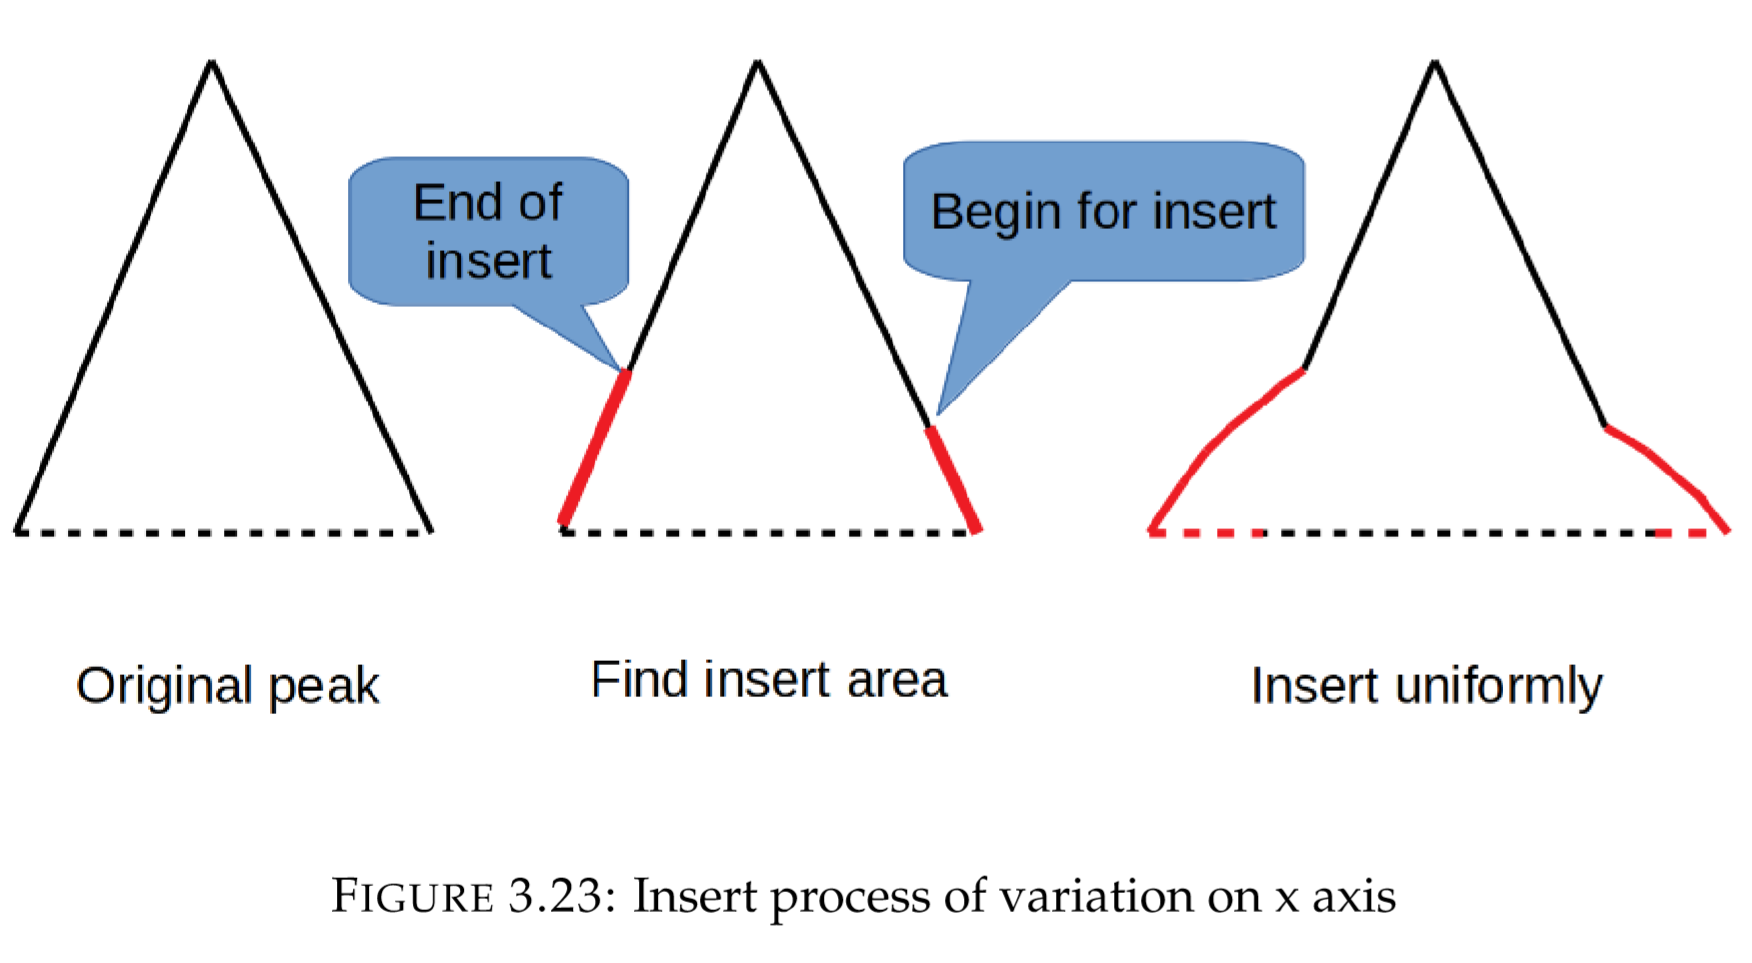 End of
insert
Begin for insert
Original peak
Find insert area
Insert uniformly
FIGURE 3.23: Insert process of variation on x axis